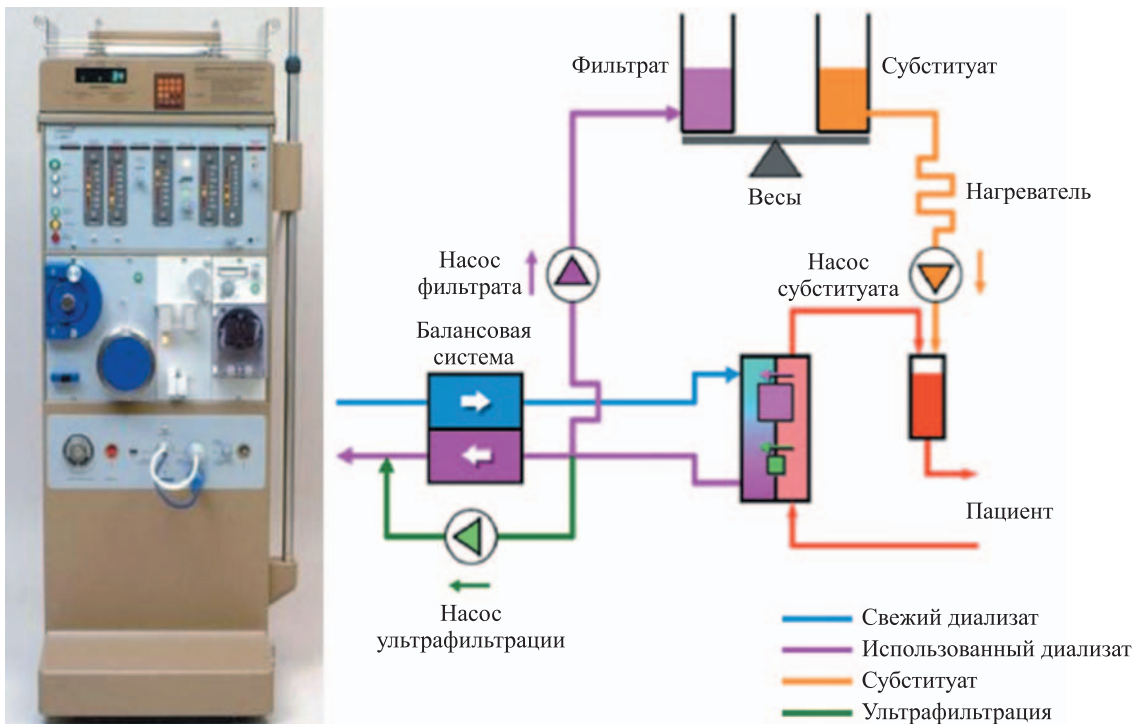 Фильтрат
Субституат
Весы
Нагреватель
Насос
фильтрата
Насос
субституата
Балансовая
система
Пациент
Насос
ультрафильтрации
Свежий диализат
Использованный диализат
Субституат
Ультрафильтрация